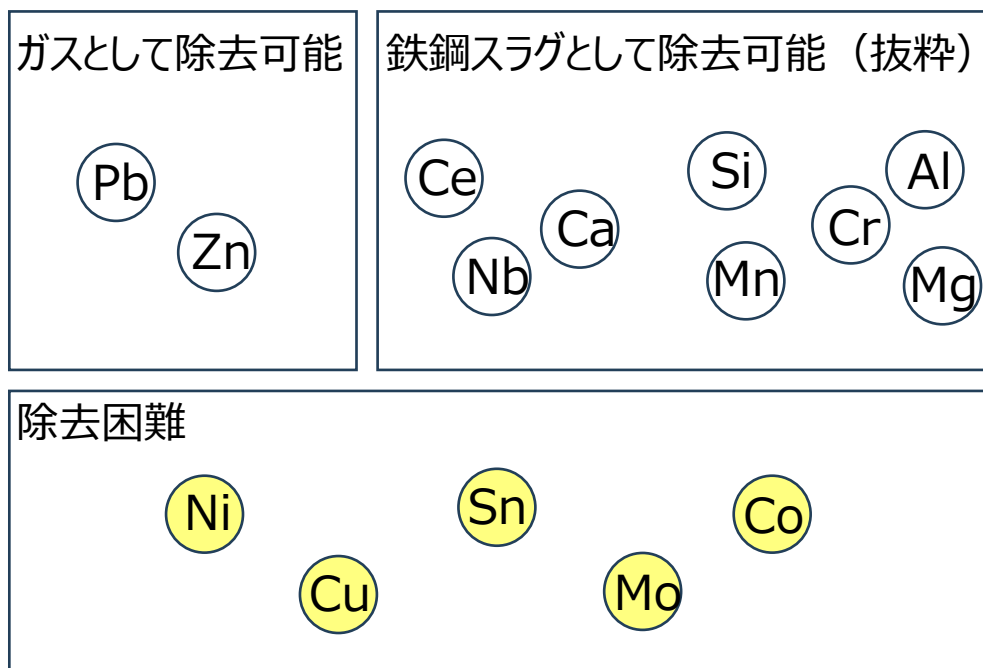 ガスとして除去可能
Pb
Zn
鉄鋼スラグとして除去可能（抜粋）
Ce
Si
Al
Ca
Cr
Nb
Mn
Mg
除去困難
Ni
Sn
Co
Cu
Mo